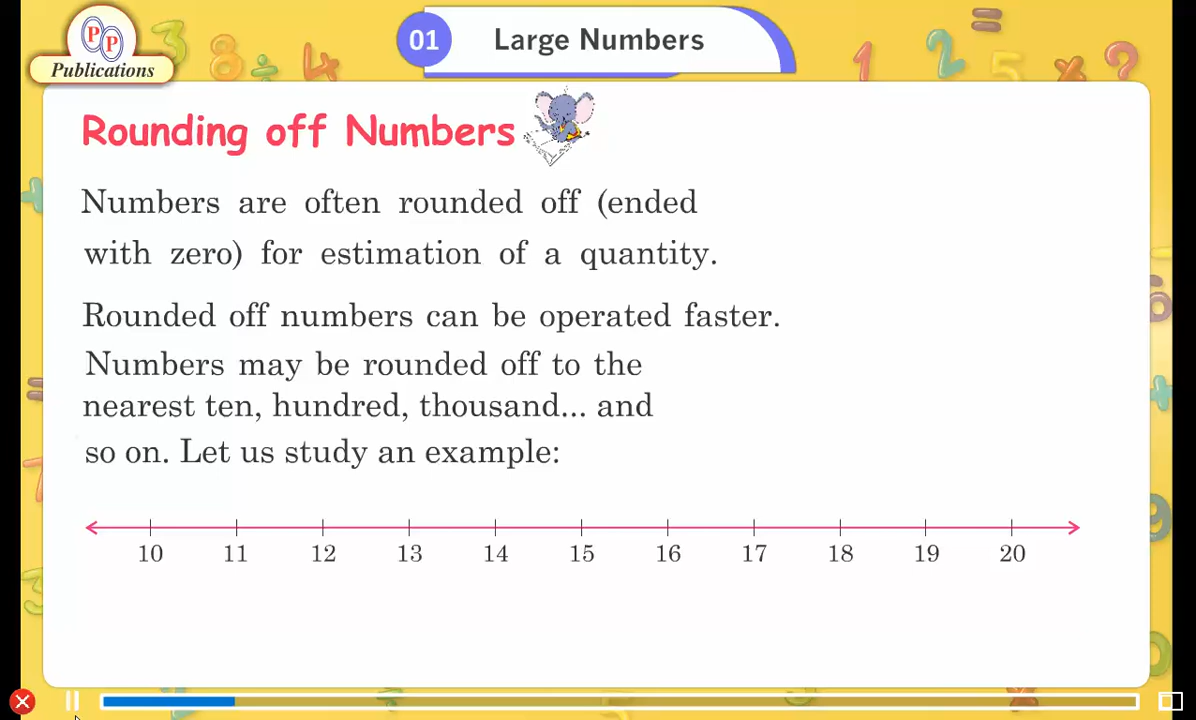 PP
Publications
01 Large Numbers
Rounding off Numbers
Numbers are often rounded off (ended
with zero) for estimation of a quantity.
Rounded off numbers can be operated faster.
Numbers may be rounded off to the
nearest ten, hundred, thousand... and
so on. Let us study an example:
10 11 12 13 14 15 16 17 18 19 20